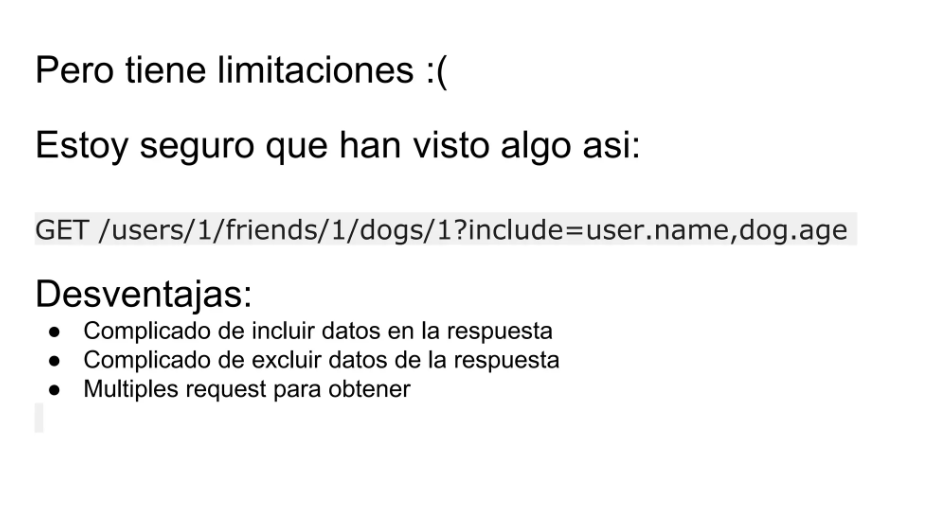 Pero tiene limitaciones :(
Estoy seguro que han visto algo asi:
GET /users/1/friends/1/dogs/1?include=user.name,dog.age
Desventajas:
● Complicado de incluir datos en la respuesta
● Complicado de excluir datos de la respuesta
● Multiples request para obtener